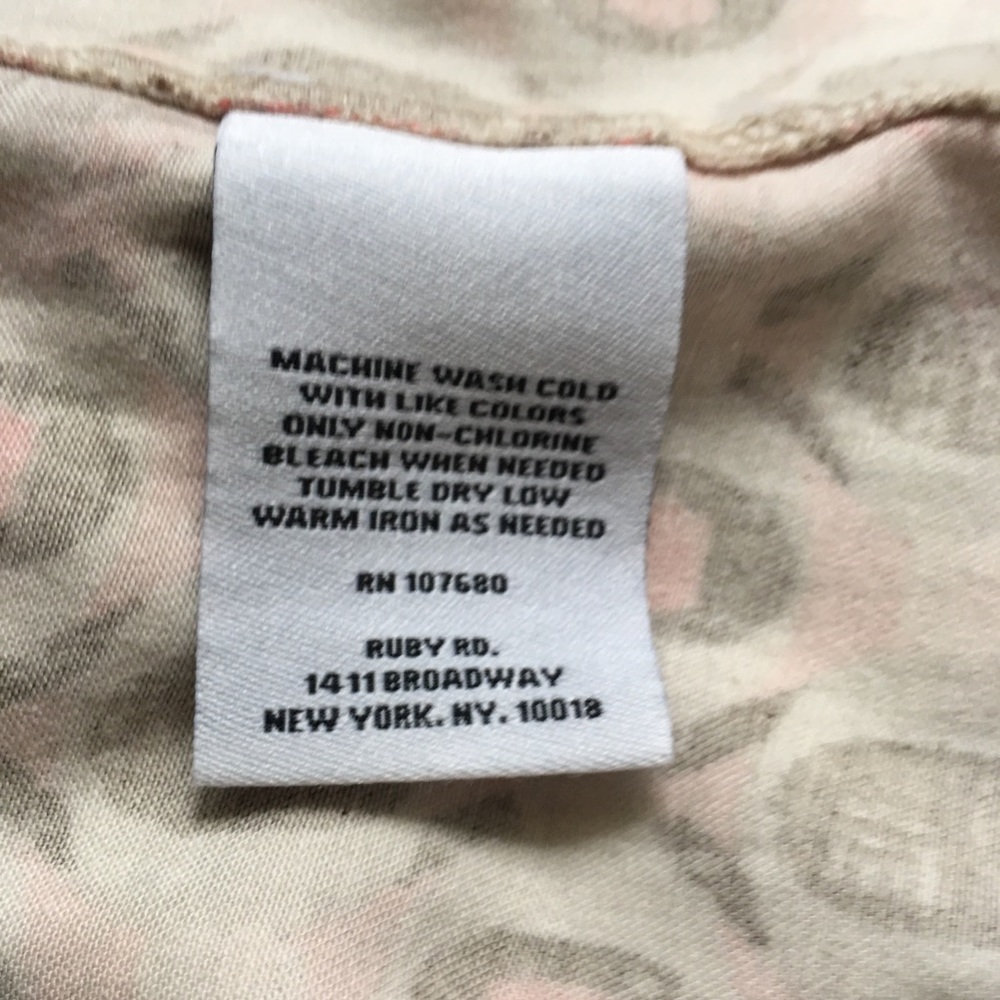 MACHINE WASH COLD
WITH LIKE COLORS
ONLY NON-CHLORINE
BLEACH WHEN NEEDED
TUMBLE DRY LOW
WARM IRON AS NEEDED
RN 107680
RUBY RD.
1411 BROADWAY
NEW YORK. NY. 10018